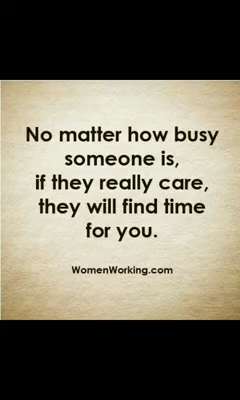 No matter how busy
someone is,
if they really care,
they will find time
for you.
WomenWorking.com